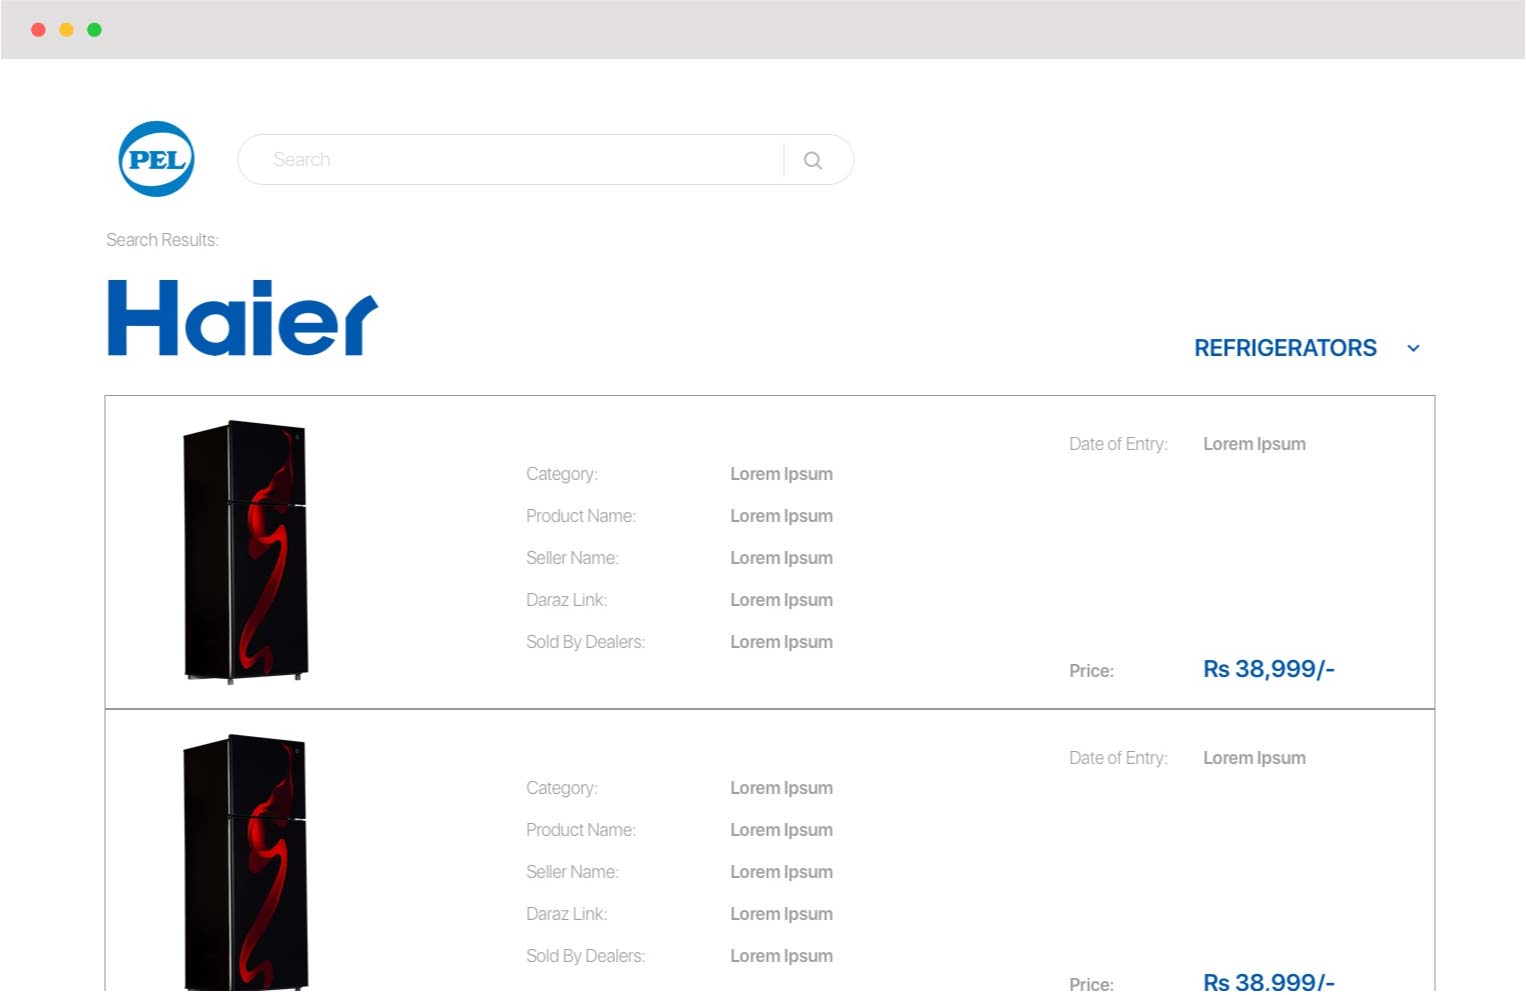 PEL
Search
Search Results:
Haier
REFRIGERATORS
Date of Entry: Lorem Ipsum
Category: Lorem Ipsum
Product Name: Lorem Ipsum
Seller Name: Lorem Ipsum
Daraz Link: Lorem Ipsum
Sold By Dealers: Lorem Ipsum
Price: Rs 38,999/-
Date of Entry: Lorem Ipsum
Category: Lorem Ipsum
Product Name: Lorem Ipsum
Seller Name: Lorem Ipsum
Daraz Link: Lorem Ipsum
Sold By Dealers: Lorem Ipsum
Price: Rs 38,999/-